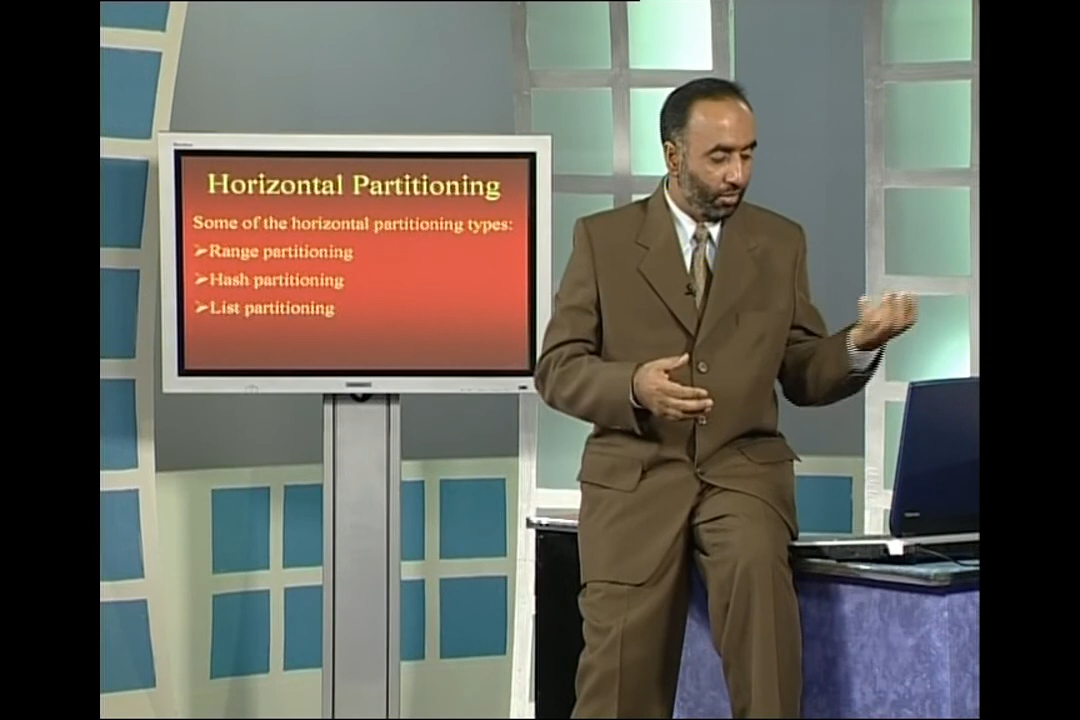 Horizontal Partitioning
Some of the horizontal partitioning types:
➢Range partitioning
➢Hash partitioning
➢List partitioning